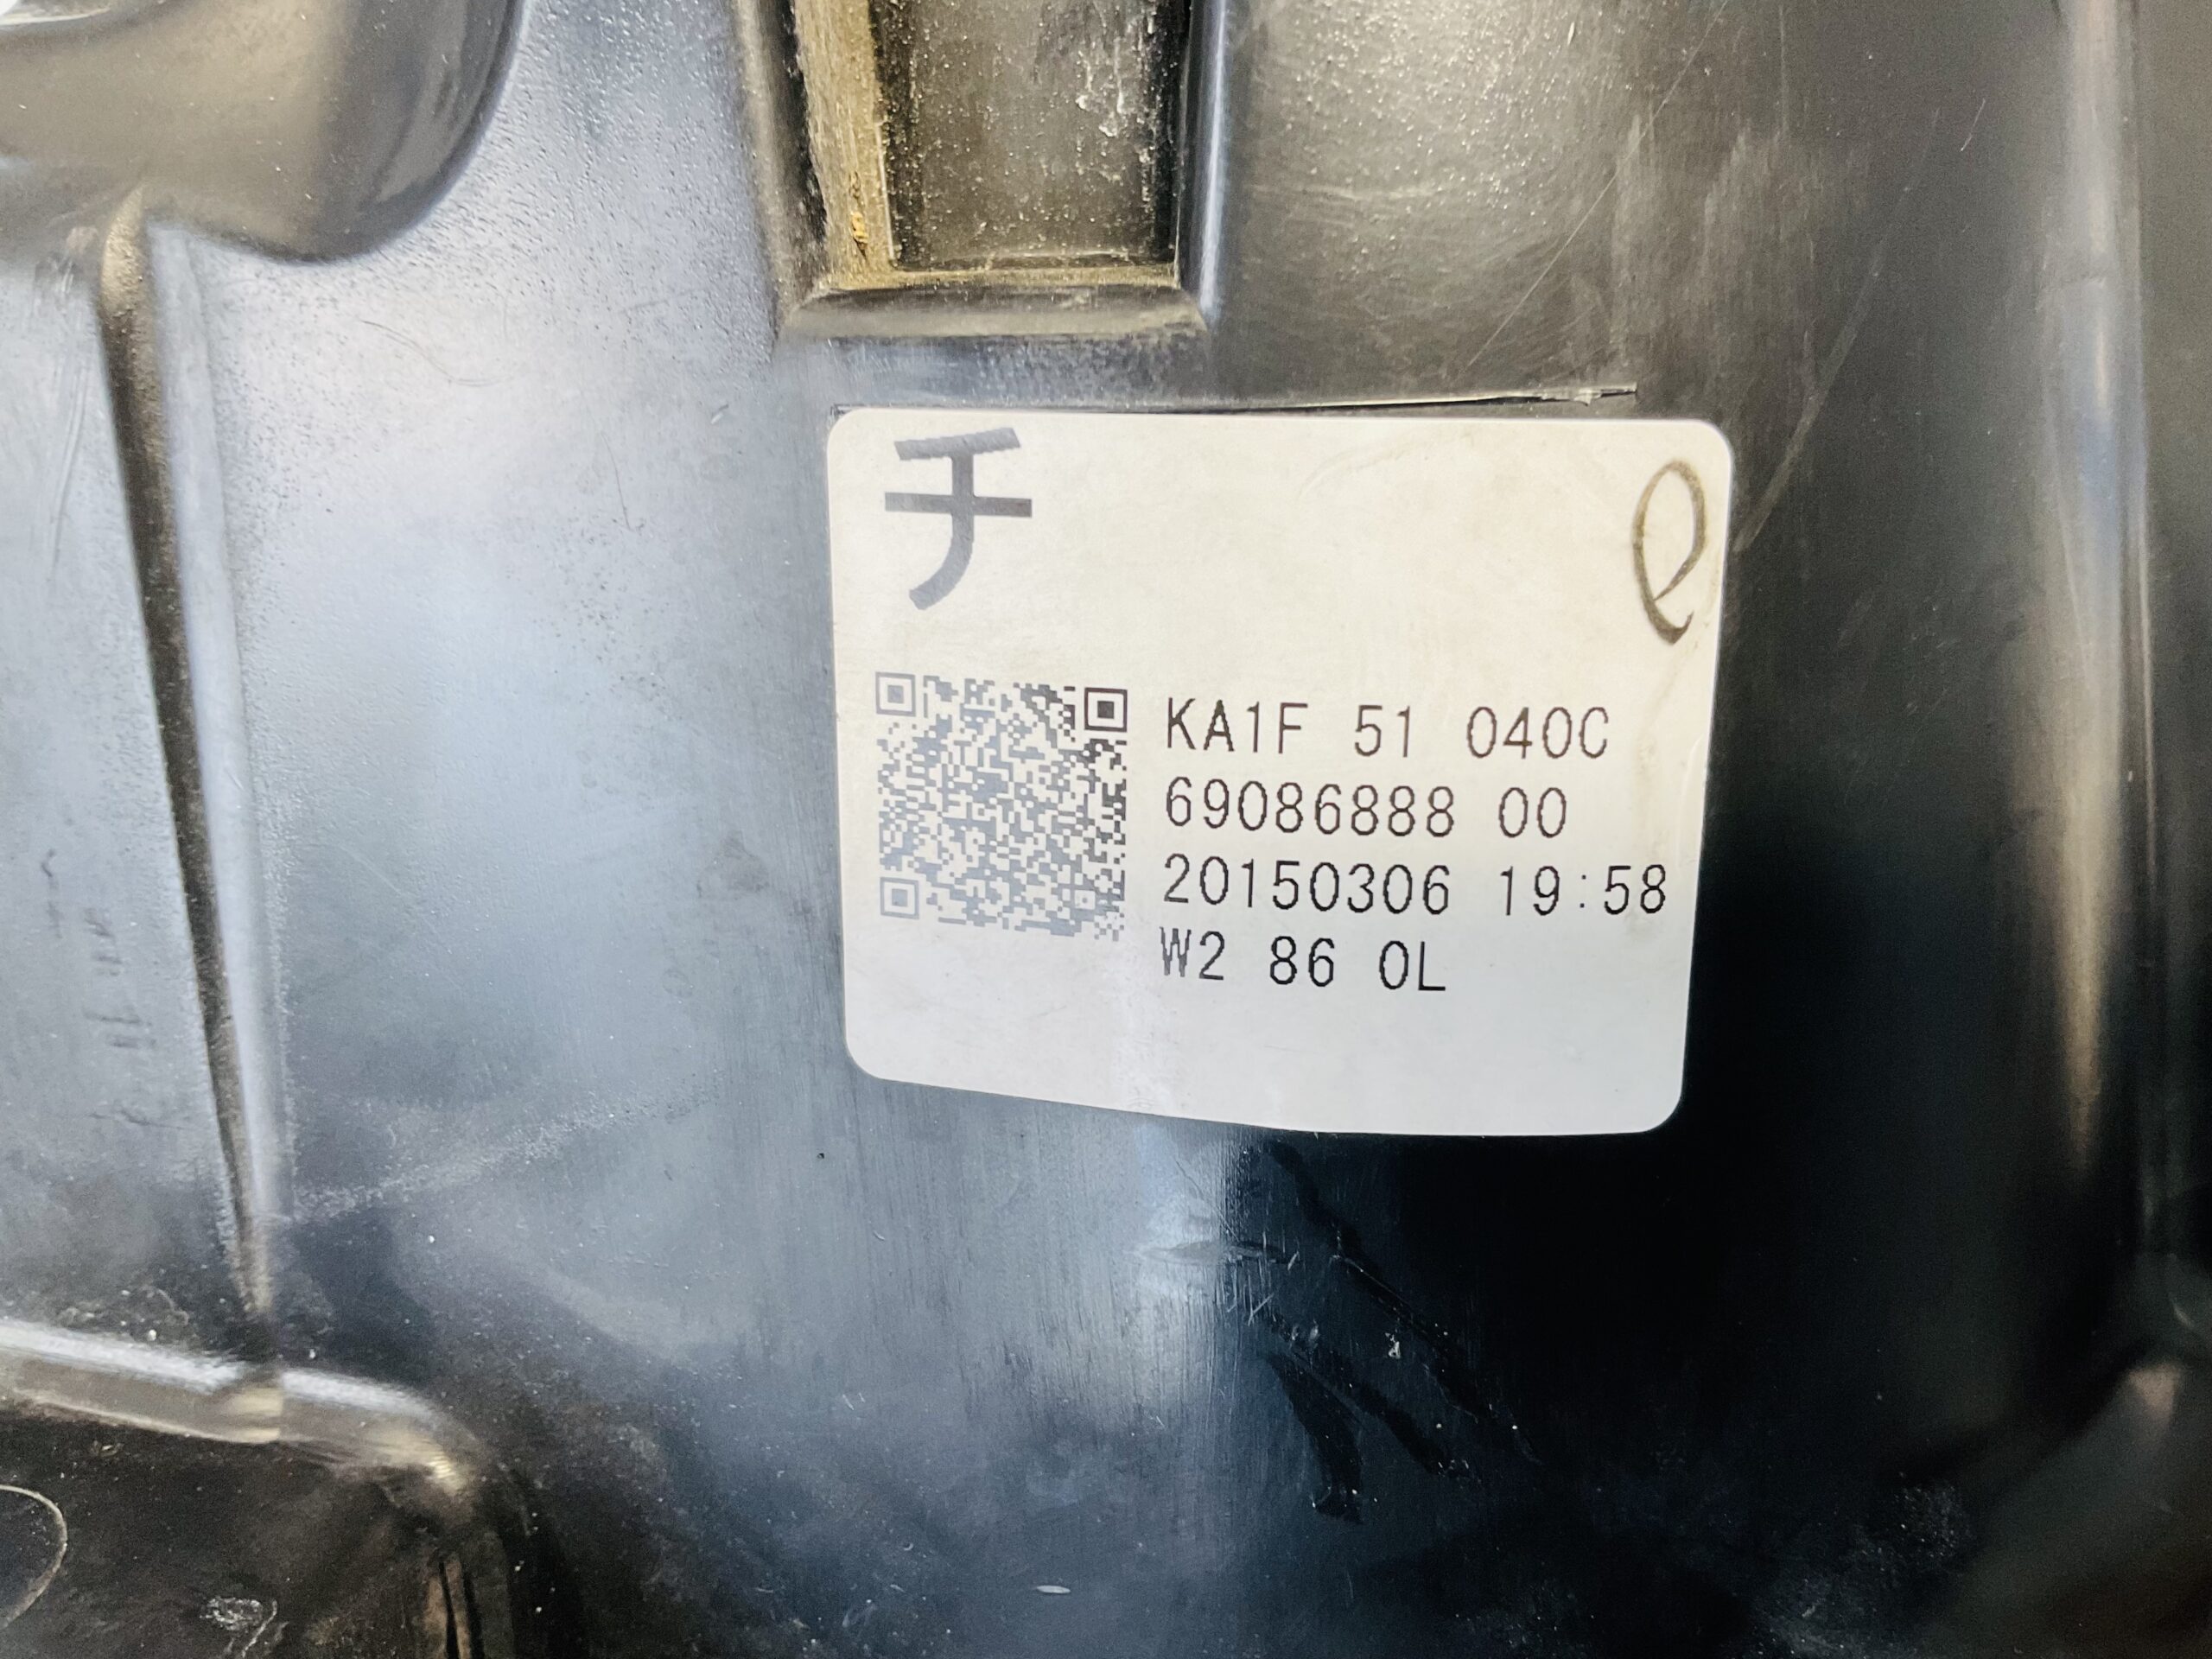 チ
e
KA1F 51 040C
69086888 00
20150306 19:58
W2 86 0L